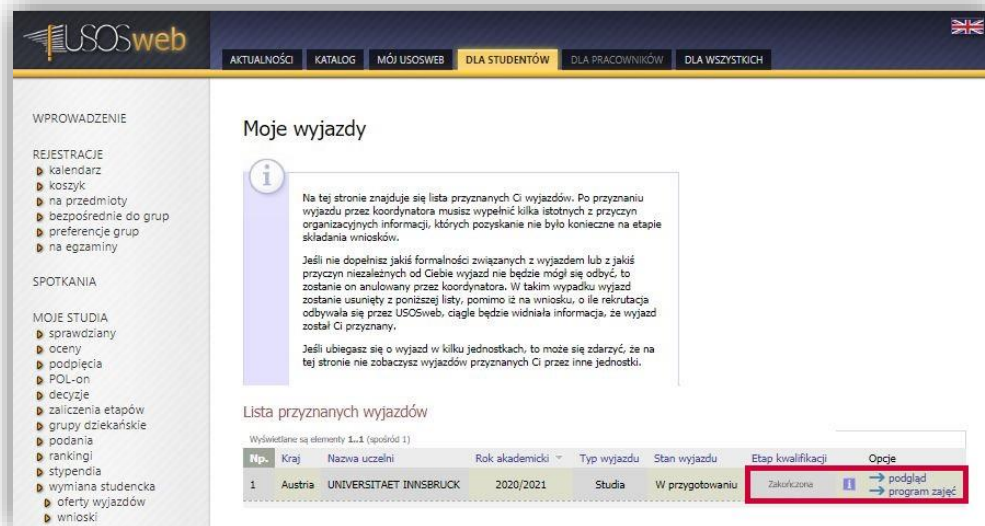 USOSweb
AKTUALNOŚCI KATALOG MÓJ USOSWEB DLA STUDENTÓW DLA PRACOWNIKÓW DLA WSZYSTKICH
WPROWADZENIE
REJESTRACJE
kalendarz
koszyk
na przedmioty
bezpośrednie do grup
preferencje grup
na egzaminy
SPOTKANIA
MOJE STUDIA
sprawdziany
oceny
podpięcia
POL-on
decyzje
zaliczenia etapów
grupy dziekańskie
podania
rankingi
stypendia
wymiana studencka
oferty wyjazdów
wnioski
Moje wyjazdy
i
Na tej stronie znajduje się lista przyznanych Ci wyjazdów. Po przyznaniu
wyjazdu przez koordynatora musisz wypełnić kilka istotnych z przyczyn
organizacyjnych informacji, których pozyskanie nie było konieczne na etapie
składania wniosków.
Jeśli nie dopełnisz jakiś formalności związanych z wyjazdem lub z jakiś
przyczyn niezależnych od Ciebie wyjazd nie będzie mógł się odbyć, to
zostanie on anulowany przez koordynatora. W takim wypadku wyjazd
zostanie usunięty z poniższej listy, pomimo iż na wniosku, o ile rekrutacja
odbywała się przez USOSweb, ciągle będzie widniała informacja, że wyjazd
został Ci przyznany.
Jeśli ubiegasz się o wyjazd w kilku jednostkach, to może się zdarzyć, że na
tej stronie nie zobaczysz wyjazdów przyznanych Ci przez inne jednostki.
Lista przyznanych wyjazdów
Wyświetlane są elementy 1..1 (spośród 1)
Np. Kraj Nazwa uczelni Rok akademicki Typ wyjazdu Stan wyjazdu Etap kwalifikacji Opcje
1 Austria UNIVERSITAET INNSBRUCK 2020/2021 Studia W przygotowaniu Zakończona i podgląd
program zajęć